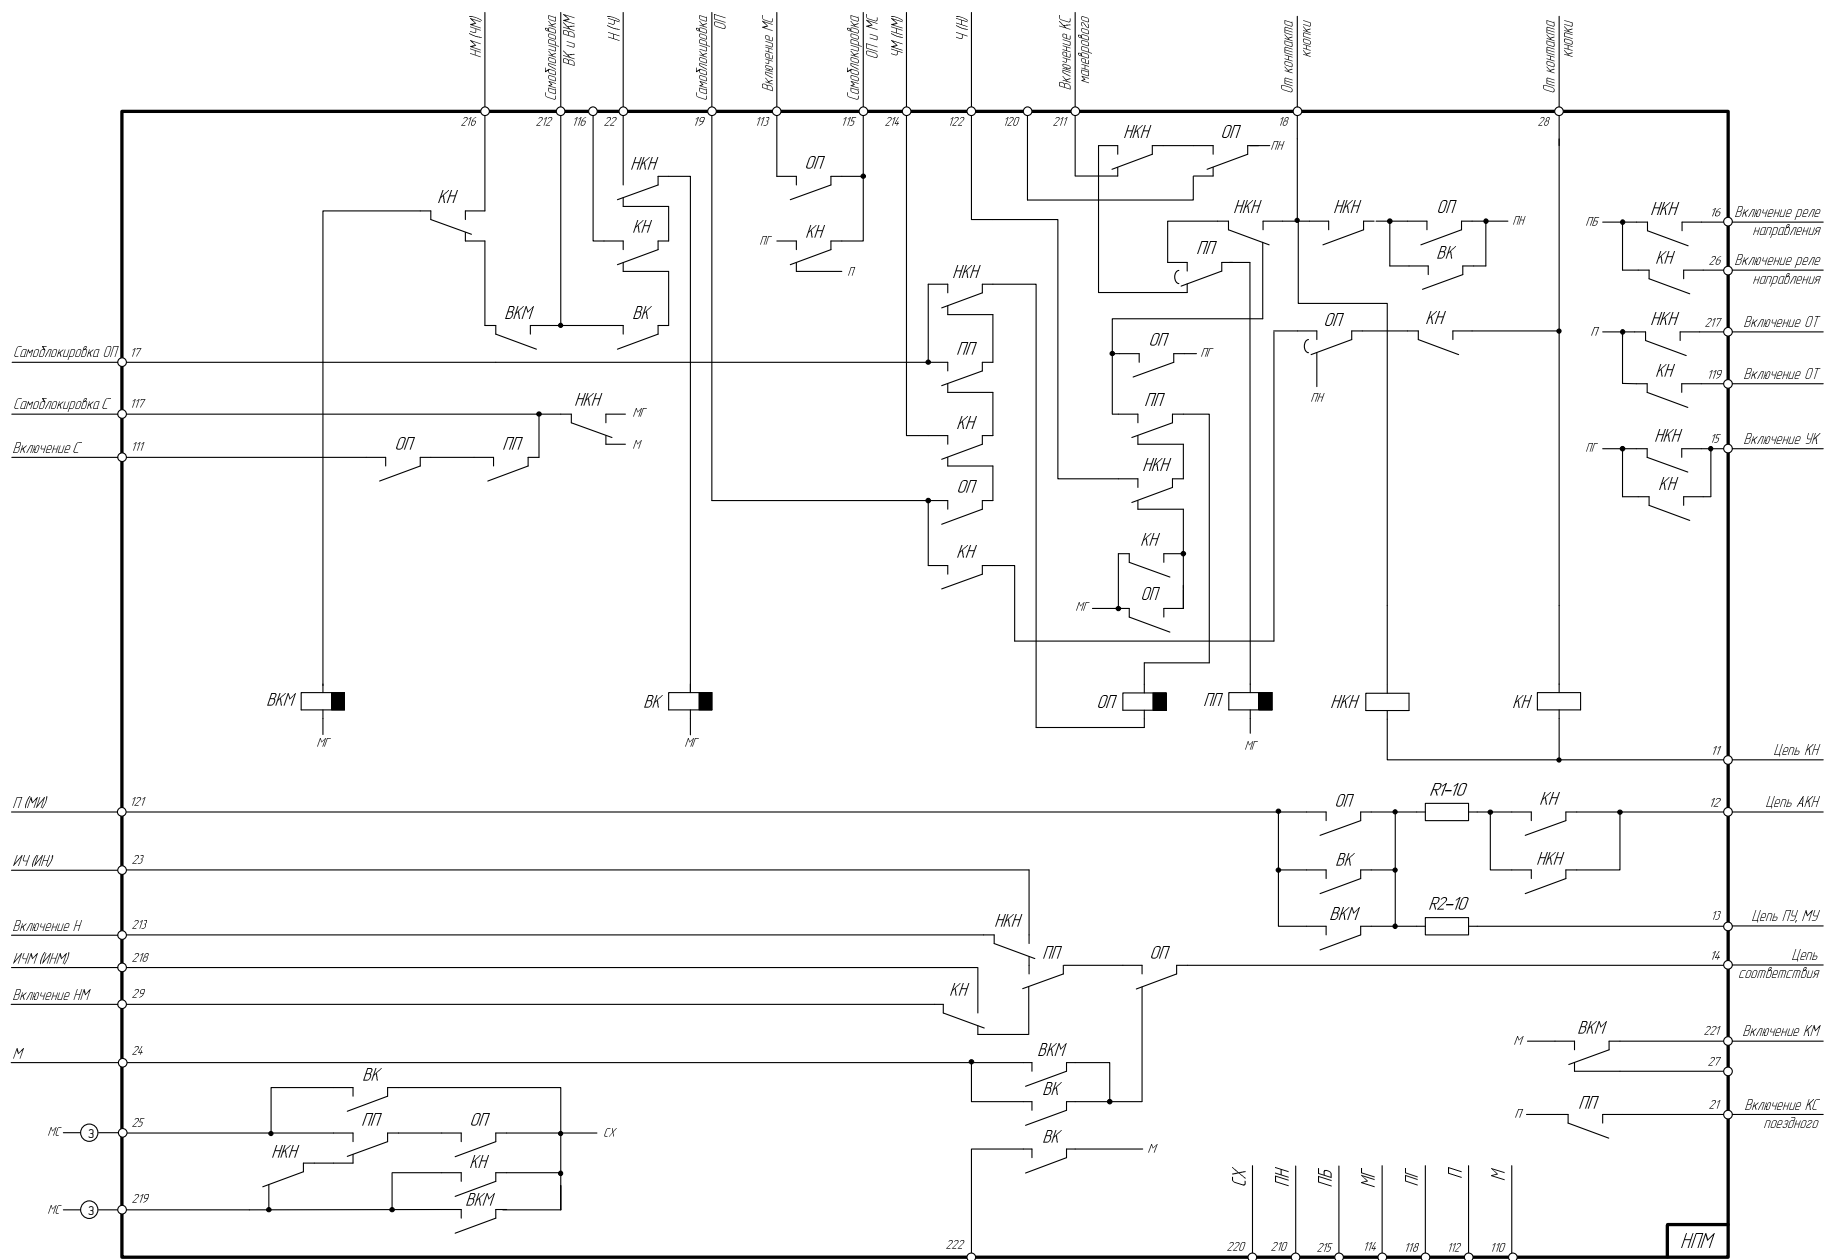 НМ (ЧМ)
Самоблокировка
ВК и ВКМ
Н (Ч)
Самоблокировка
ОП
Включение МС
Самоблокировка
ОП и МС
ЧМ (НМ)
Ч (Н)
Включение КС
маневрового
От контакта
кнопки
От контакта
кнопки
216
212
116
22
19
113
115
214
122
120
211
18
28
НКН
ОП
ПН
НКН
ОП
КН
КН
ПГ
КН
П
НКН
НКН
ОП
ПН
ПП
ВК
ПБ
НКН
16
Включение реле
направления
КН
26
Включение реле
направления
НКН
ВКМ
ВК
ОП
КН
П
НКН
217
Включение ОТ
Самоблокировка ОП
17
ПП
ОП
ПГ
ПН
КН
119
Включение ОТ
Самоблокировка С
117
НКН
МГ
М
КН
ПП
Включение С
111
ОП
ПП
ПГ
НКН
15
Включение УК
НКН
ОП
КН
КН
КН
ОП
МГ
ВКМ
МГ
ВК
МГ
ОП
ПП
МГ
НКН
КН
11
Цепь КН
П (МИ)
121
ОП
R1-10
КН
12
Цепь АКН
ИЧ (ИН)
23
ВК
НКН
Включение Н
213
НКН
ВКМ
R2-10
13
Цепь ПУ, МУ
ИЧМ (ИНМ)
218
ПП
ОП
14
Цепь
соответствия
Включение НМ
29
КН
М
24
ВКМ
ВК
М
ВКМ
221
Включение КМ
27
ВК
МС
3
25
ПП
ОП
СХ
ВК
М
П
ПП
21
Включение КС
поездного
НКН
КН
МС
3
219
ВКМ
СХ
ПН
ПБ
МГ
ПГ
П
М
222
220
210
215
114
118
112
110
НПМ